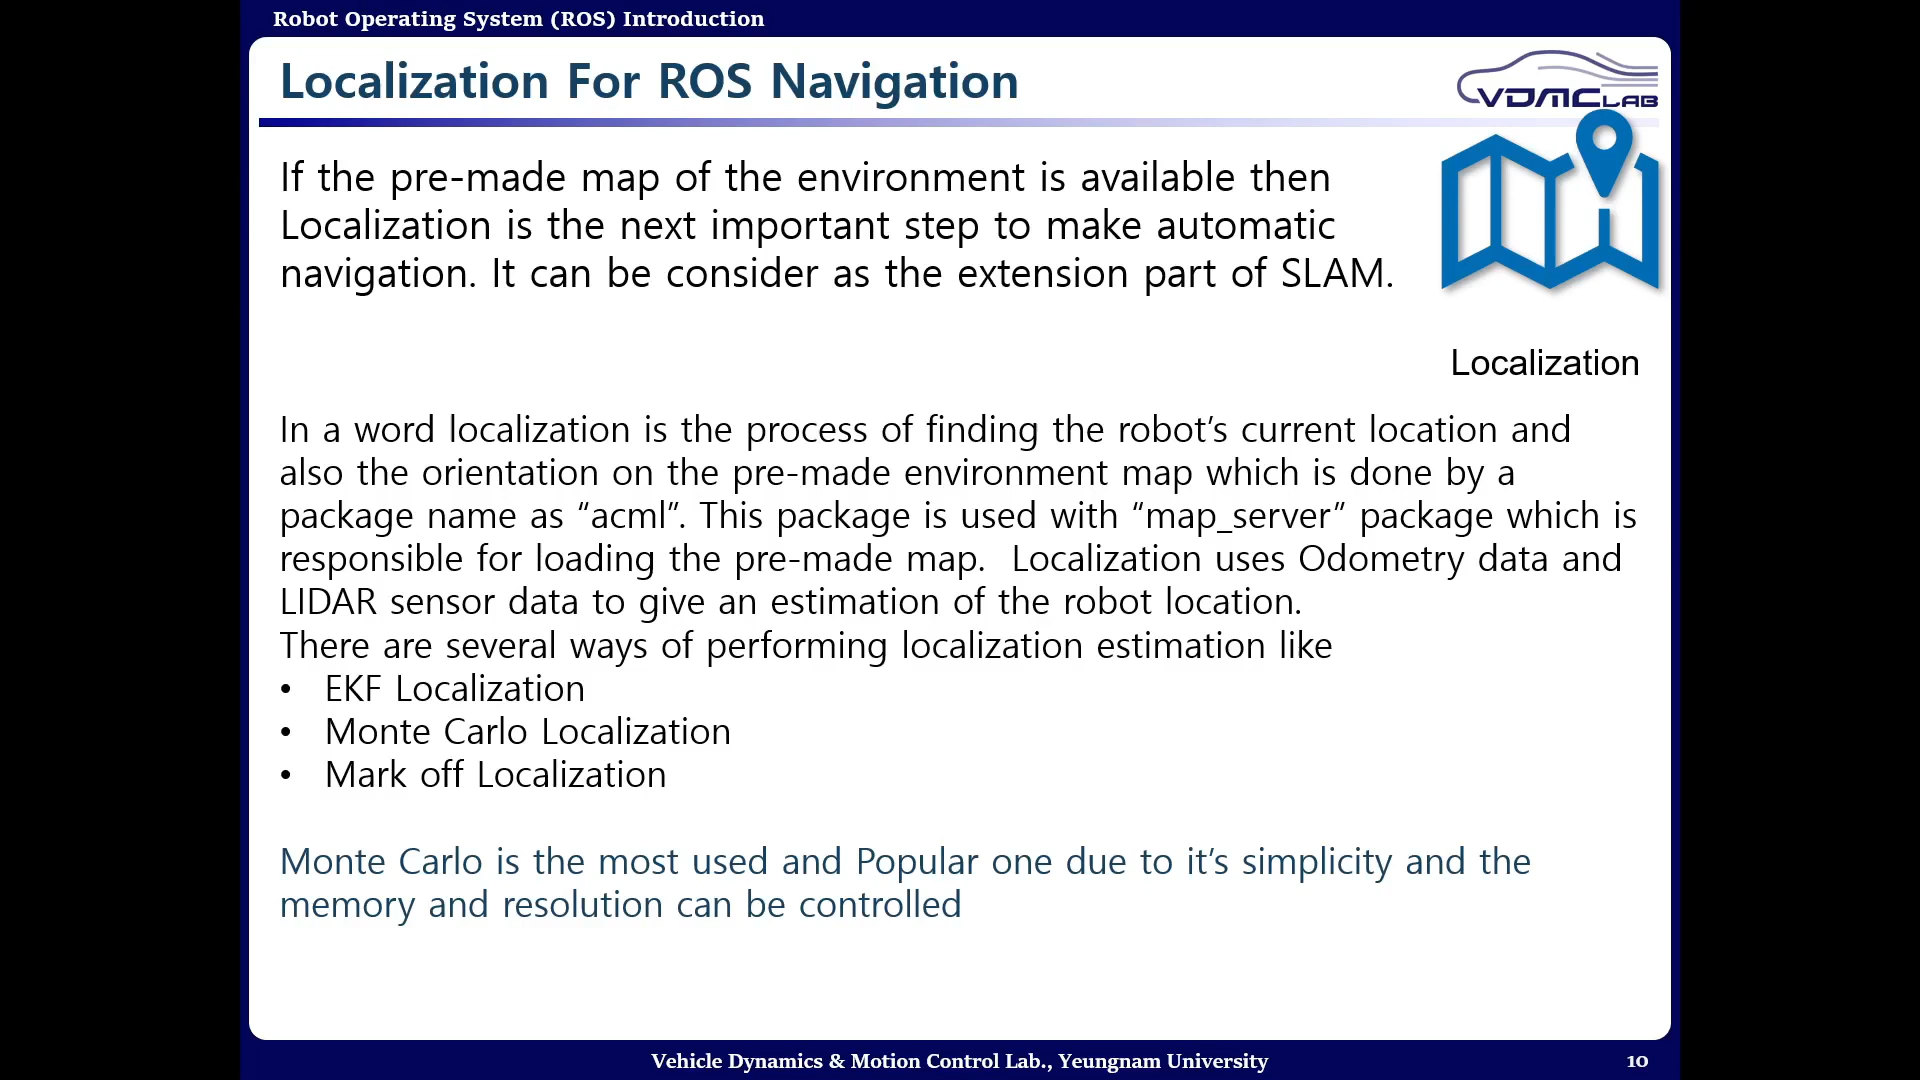 Robot Operating System (ROS) Introduction
Localization For ROS Navigation
VDMC LAB
If the pre-made map of the environment is available then
Localization is the next important step to make automatic
navigation. It can be consider as the extension part of SLAM.
Localization
In a word localization is the process of finding the robot’s current location and
also the orientation on the pre-made environment map which is done by a
package name as “acml”. This package is used with “map_server” package which is
responsible for loading the pre-made map.  Localization uses Odometry data and
LIDAR sensor data to give an estimation of the robot location.
There are several ways of performing localization estimation like
• EKF Localization
• Monte Carlo Localization
• Mark off Localization
Monte Carlo is the most used and Popular one due to it’s simplicity and the
memory and resolution can be controlled
Vehicle Dynamics & Motion Control Lab., Yeungnam University
10